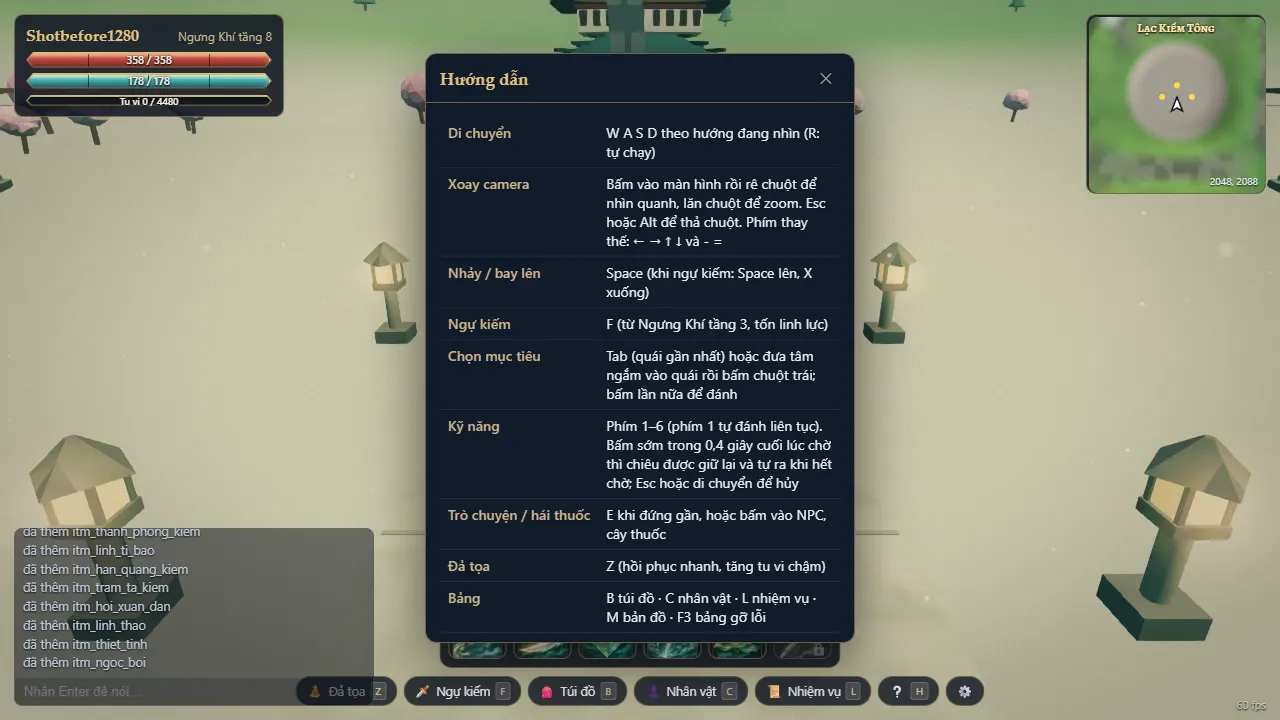 Shotbefore1280
Ngưng Khí tầng 8
358 / 358
178 / 178
Tu vi 0 / 4480
Lạc Kiếm Tông
2048, 2088
Hướng dẫn
Di chuyển
W A S D theo hướng đang nhìn (R:
tự chạy)
Xoay camera
Bấm vào màn hình rồi rê chuột để
nhìn quanh, lăn chuột để zoom. Esc
hoặc Alt để thả chuột. Phím thay
thế: ← → ↑ ↓ và - =
Nhảy / bay lên
Space (khi ngự kiếm: Space lên, X
xuống)
Ngự kiếm
F (từ Ngưng Khí tầng 3, tốn linh lực)
Chọn mục tiêu
Tab (quái gần nhất) hoặc đưa tâm
ngắm vào quái rồi bấm chuột trái;
bấm lần nữa để đánh
Kỹ năng
Phím 1–6 (phím 1 tự đánh liên tục).
Bấm sớm trong 0,4 giây cuối lúc chờ
thì chiêu được giữ lại và tự ra khi hết
chờ; Esc hoặc di chuyển để hủy
Trò chuyện / hái thuốc
E khi đứng gần, hoặc bấm vào NPC,
cây thuốc
Đả tọa
Z (hồi phục nhanh, tăng tu vi chậm)
Bảng
B túi đồ · C nhân vật · L nhiệm vụ ·
M bản đồ · F3 bảng gỡ lỗi
đã thêm itm_thanh_phong_kiem
đã thêm itm_linh_ti_bao
đã thêm itm_han_quang_kiem
đã thêm itm_tram_ta_kiem
đã thêm itm_hoi_xuan_dan
đã thêm itm_linh_thao
đã thêm itm_thiet_tinh
đã thêm itm_ngoc_boi
Nhấn Enter để nói...
Đả tọa Z
Ngự kiếm F
Túi đồ B
Nhân vật C
Nhiệm vụ L
? H
60 fps